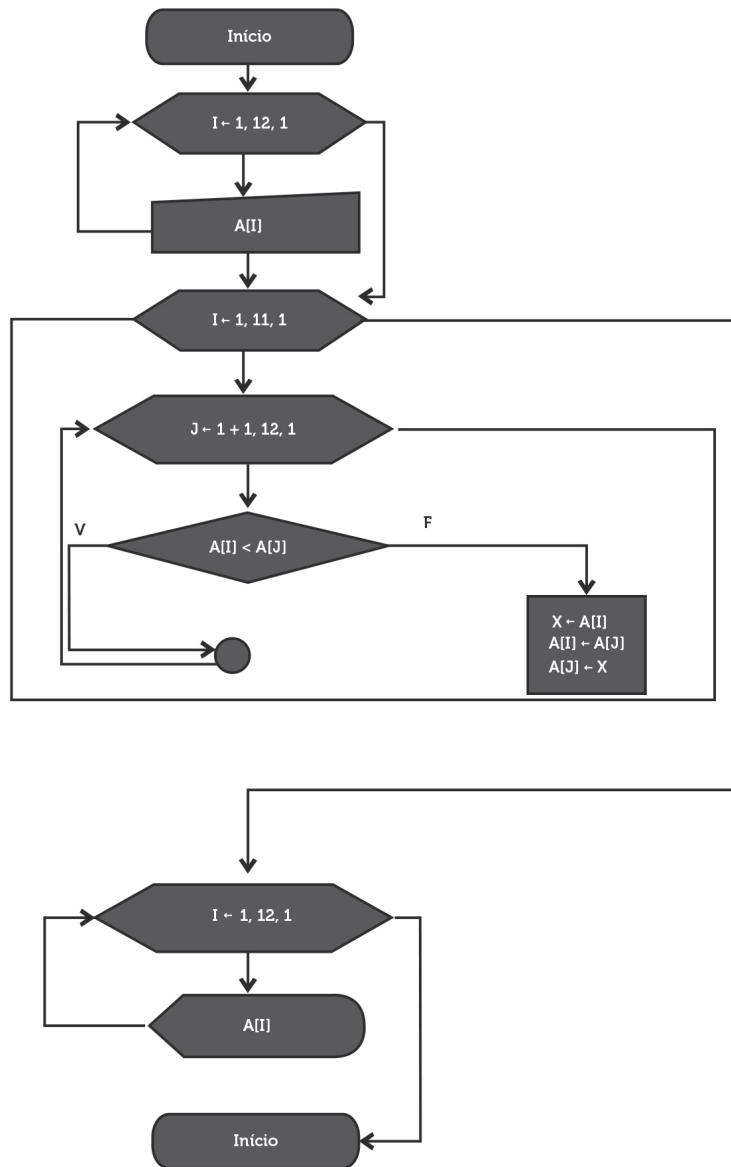 Início
I ← 1, 12, 1
A[I]
I ← 1, 11, 1
J ← 1 + 1, 12, 1
V
F
A[I] < A[J]
X ← A[I]
A[I] ← A[J]
A[J] ← X
I ← 1, 12, 1
A[I]
Início